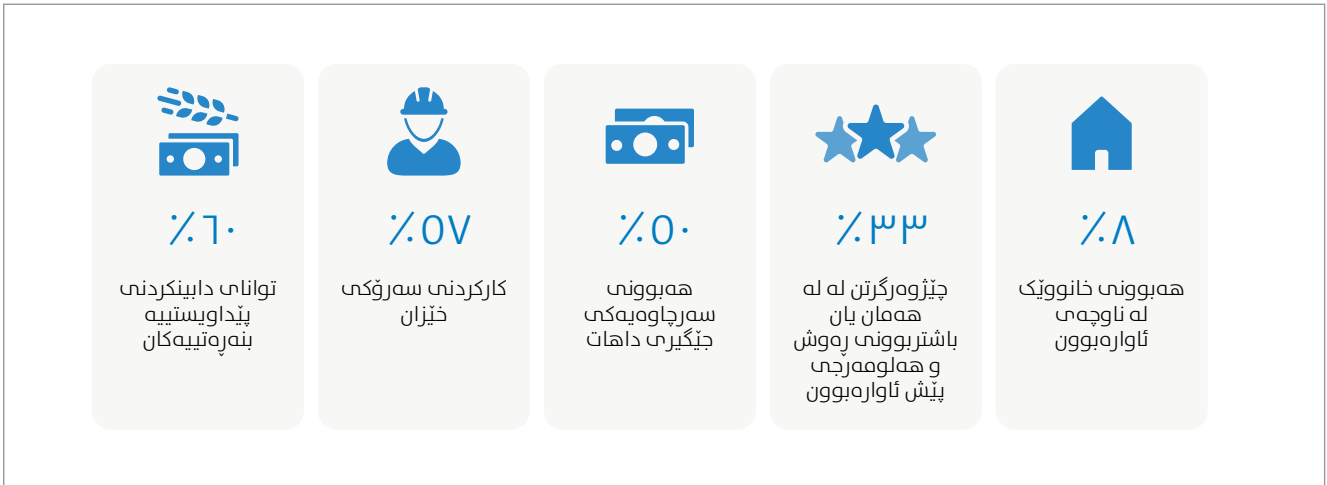 ٪٨
هەبوونی خانووێک
لە ناوچەی
ئاوارەبوون
٪٣٣
چێژوەرگرتن لە لە
هەمان یان
باشتربوونی ڕەوش
و هەلومەرجی
پێش ئاوارەبوون
٪٥٠
هەبوونی
سەرچاوەیەکی
جێگیری داهات
٪٥٧
کارکردنی سەرۆکی
خێزان
٪٦٠
توانای دابینکردنی
پێداویستییە
بنەڕەتییەکان